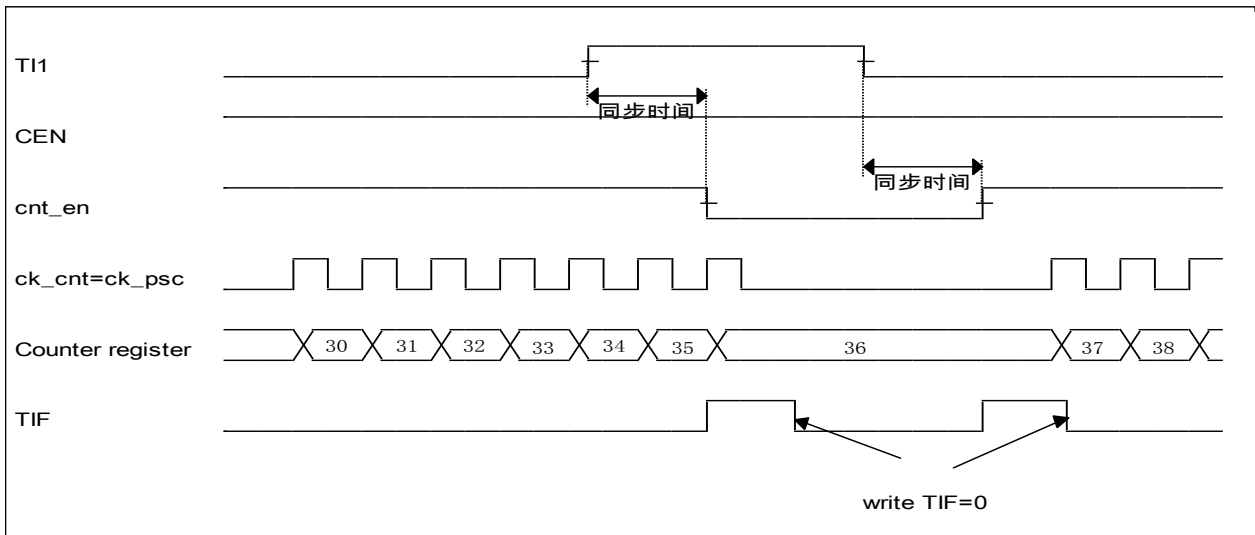 TI1
同步时间
CEN
同步时间
cnt_en
ck_cnt=ck_psc
Counter register
30 31 32 33 34 35 36 37 38
TIF
write TIF=0